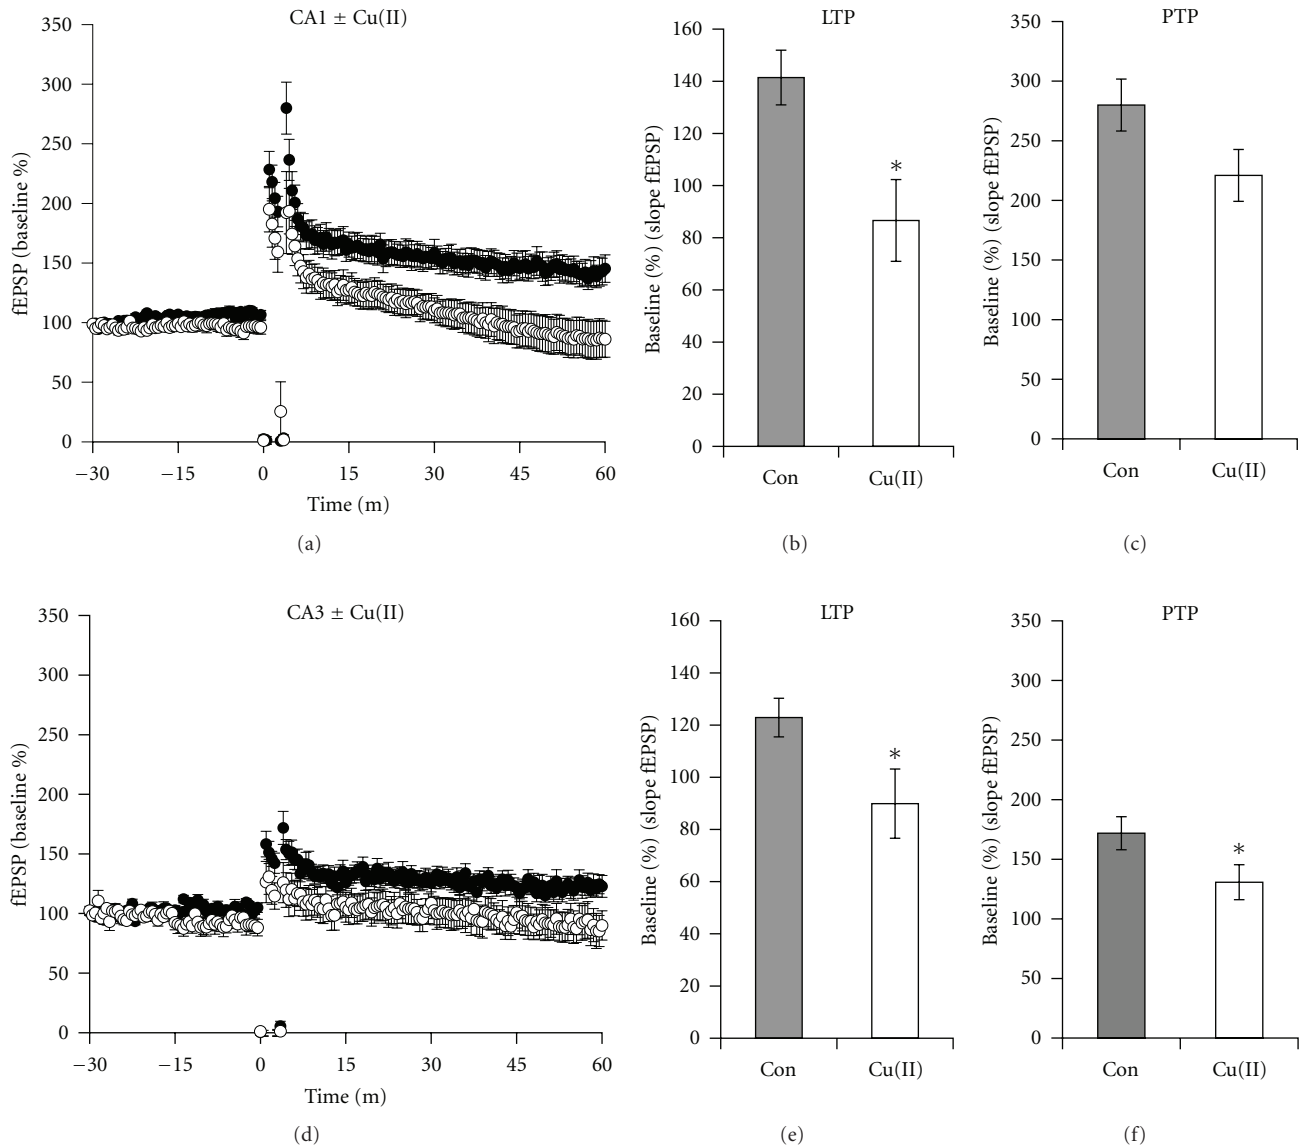 CA1 ± Cu(II)
350
300
250
200
150
100
50
0
fEPSP (baseline %)
−30
−15
0
15
30
45
60
Time (m)
(a)
LTP
160
140
120
100
80
60
40
20
0
Baseline (%) (slope fEPSP)
*
Con
Cu(II)
(b)
PTP
350
300
250
200
150
100
50
0
Baseline (%) (slope fEPSP)
Con
Cu(II)
(c)
CA3 ± Cu(II)
350
300
250
200
150
100
50
0
fEPSP (baseline %)
−30
−15
0
15
30
45
60
Time (m)
(d)
LTP
160
140
120
100
80
60
40
20
0
Baseline (%) (slope fEPSP)
*
Con
Cu(II)
(e)
PTP
350
300
250
200
150
100
50
0
Baseline (%) (slope fEPSP)
*
Con
Cu(II)
(f)